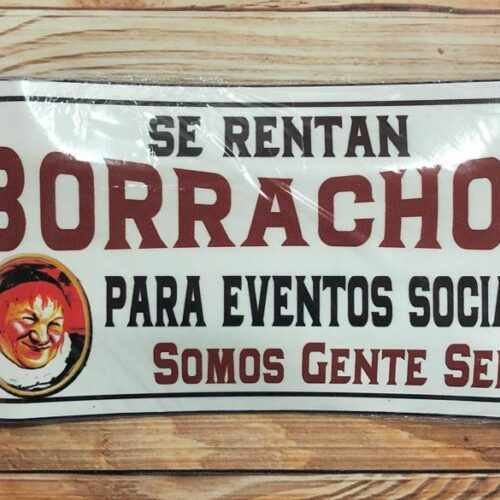 SE RENTAN
BORRACHO
PARA EVENTOS SOCIA
SOMOS GENTE SE